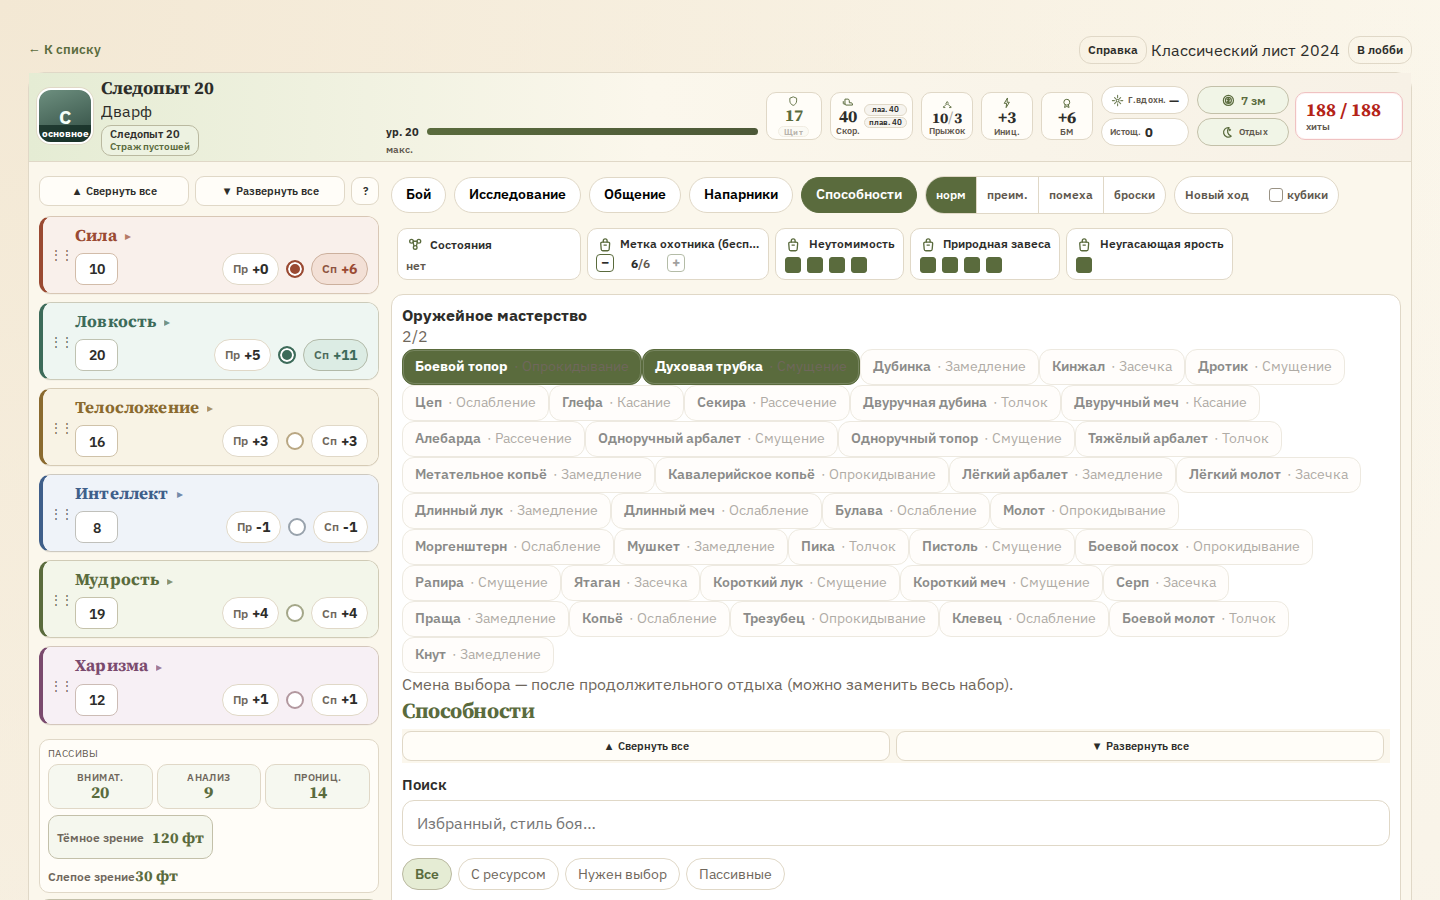 ← К списку
Справка Классический лист 2024 В лобби
С
основное
Следопыт 20
Дварф
Следопыт 20
Страж пустошей
ур. 20
макс.
17
Щит
40
Скор.
лаз. 40
плав. 40
10/3
Прыжок
+3
Иниц.
+6
БМ
Г.вдохн. —
Истощ. 0
7 зм
Отдых
188 / 188
хиты
▲ Свернуть все ▼ Развернуть все ?
Сила ▸
10 Пр +0 Сп +6
Ловкость ▸
20 Пр +5 Сп +11
Телосложение ▸
16 Пр +3 Сп +3
Интеллект ▸
8 Пр -1 Сп -1
Мудрость ▸
19 Пр +4 Сп +4
Харизма ▸
12 Пр +1 Сп +1
ПАССИВЫ
ВНИМАТ. АНАЛИЗ ПРОНИЦ.
20 9 14
Тёмное зрение 120 фт
Слепое зрение30 фт
Бой Исследование Общение Напарники Способности норм преим. помеха броски Новый ход кубики
Состояния
нет
Метка охотника (бесп...
− 6/6 +
Неутомимость
Природная завеса
Неугасающая ярость
Оружейное мастерство
2/2
Боевой топор · Опрокидывание Духовая трубка · Смущение Дубинка · Замедление Кинжал · Засечка Дротик · Смущение
Цеп · Ослабление Глефа · Касание Секира · Рассечение Двуручная дубина · Толчок Двуручный меч · Касание
Алебарда · Рассечение Одноручный арбалет · Смущение Одноручный топор · Смущение Тяжёлый арбалет · Толчок
Метательное копьё · Замедление Кавалерийское копьё · Опрокидывание Лёгкий арбалет · Замедление Лёгкий молот · Засечка
Длинный лук · Замедление Длинный меч · Ослабление Булава · Ослабление Молот · Опрокидывание
Моргенштерн · Ослабление Мушкет · Замедление Пика · Толчок Пистоль · Смущение Боевой посох · Опрокидывание
Рапира · Смущение Ятаган · Засечка Короткий лук · Смущение Короткий меч · Смущение Серп · Засечка
Праща · Замедление Копьё · Ослабление Трезубец · Опрокидывание Клевец · Ослабление Боевой молот · Толчок
Кнут · Замедление
Смена выбора — после продолжительного отдыха (можно заменить весь набор).
Способности
▲ Свернуть все ▼ Развернуть все
Поиск
Избранный, стиль боя...
Все С ресурсом Нужен выбор Пассивные